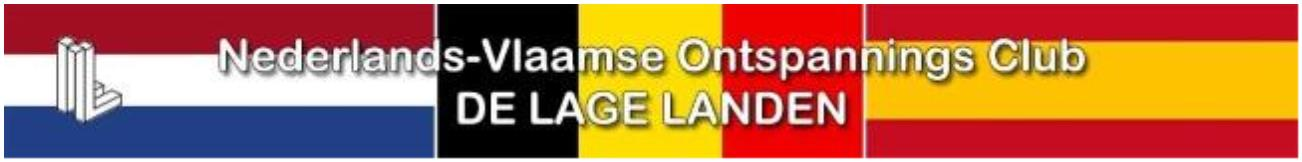 Nederlands-Vlaamse Ontspannings Club
DE LAGE LANDEN